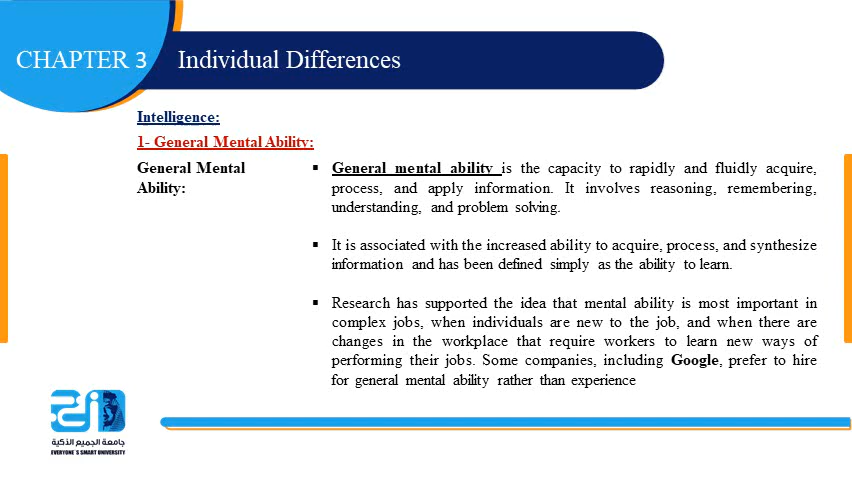 CHAPTER 3
Individual Differences
Intelligence:
1- General Mental Ability:
General Mental
Ability:
▪ General mental ability is the capacity to rapidly and fluidly acquire,
process, and apply information. It involves reasoning, remembering,
understanding, and problem solving.
▪ It is associated with the increased ability to acquire, process, and synthesize
information and has been defined simply as the ability to learn.
▪ Research has supported the idea that mental ability is most important in
complex jobs, when individuals are new to the job, and when there are
changes in the workplace that require workers to learn new ways of
performing their jobs. Some companies, including Google, prefer to hire
for general mental ability rather than experience
جامعة الجميع الذكية
EVERYONE'S SMART UNIVERSITY